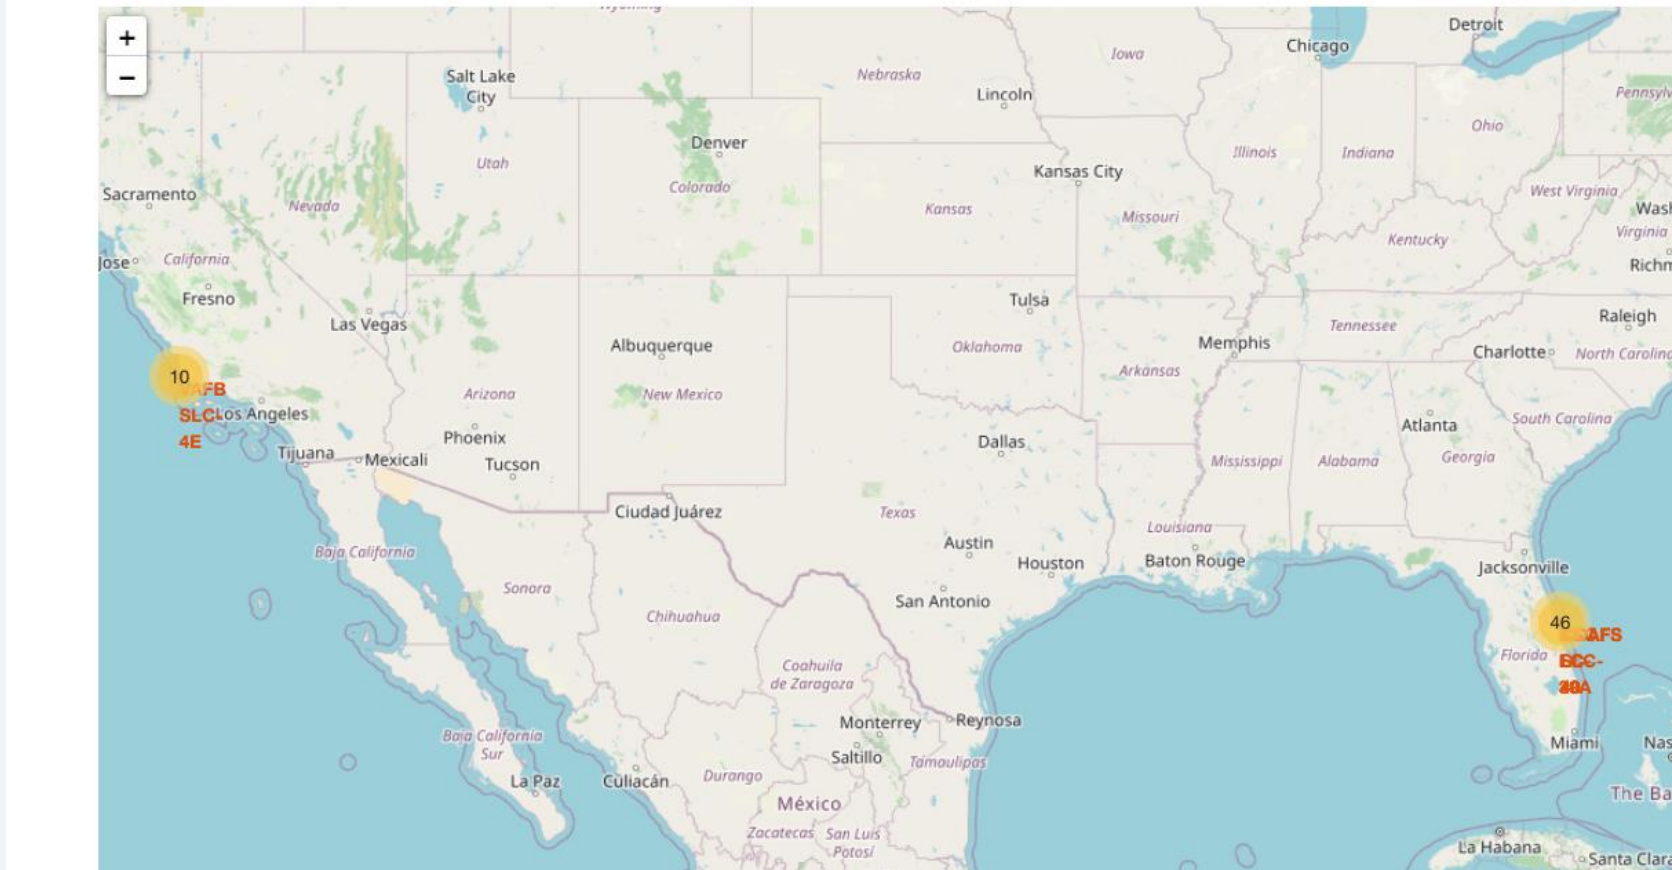 Wyoming
Detroit
+
Chicago
Iowa
Salt Lake
City
Nebraska
−
Lincoln
Pennsylv
Ohio
Denver
Illinois
Indiana
Utah
Kansas City
Colorado
West Virginia
Sacramento
Nevada
Kansas
Wash
Missouri
Virginia
Kentucky
Jose
California
Richm
Fresno
Tulsa
Las Vegas
Raleigh
Tennessee
Albuquerque
Oklahoma
Memphis
Charlotte
North Carolina
Arkansas
10
VAFB
SLC-
4E
Arizona
New Mexico
Los Angeles
South Carolina
Atlanta
Phoenix
Dallas
Tijuana
Mexicali
Tucson
Mississippi
Alabama
Georgia
Ciudad Juárez
Texas
Louisiana
Austin
Baja California
Houston
Baton Rouge
Jacksonville
Sonora
San Antonio
Chihuahua
46
AFS
Florida
Coahuila
de Zaragoza
Monterrey
Reynosa
Baja California
Sur
Saltillo
Tamaulipas
Miami
Nas
La Paz
Culiacán
Durango
The Ba
México
Zacatecas
San Luis
Potosí
La Habana
Santa Clara